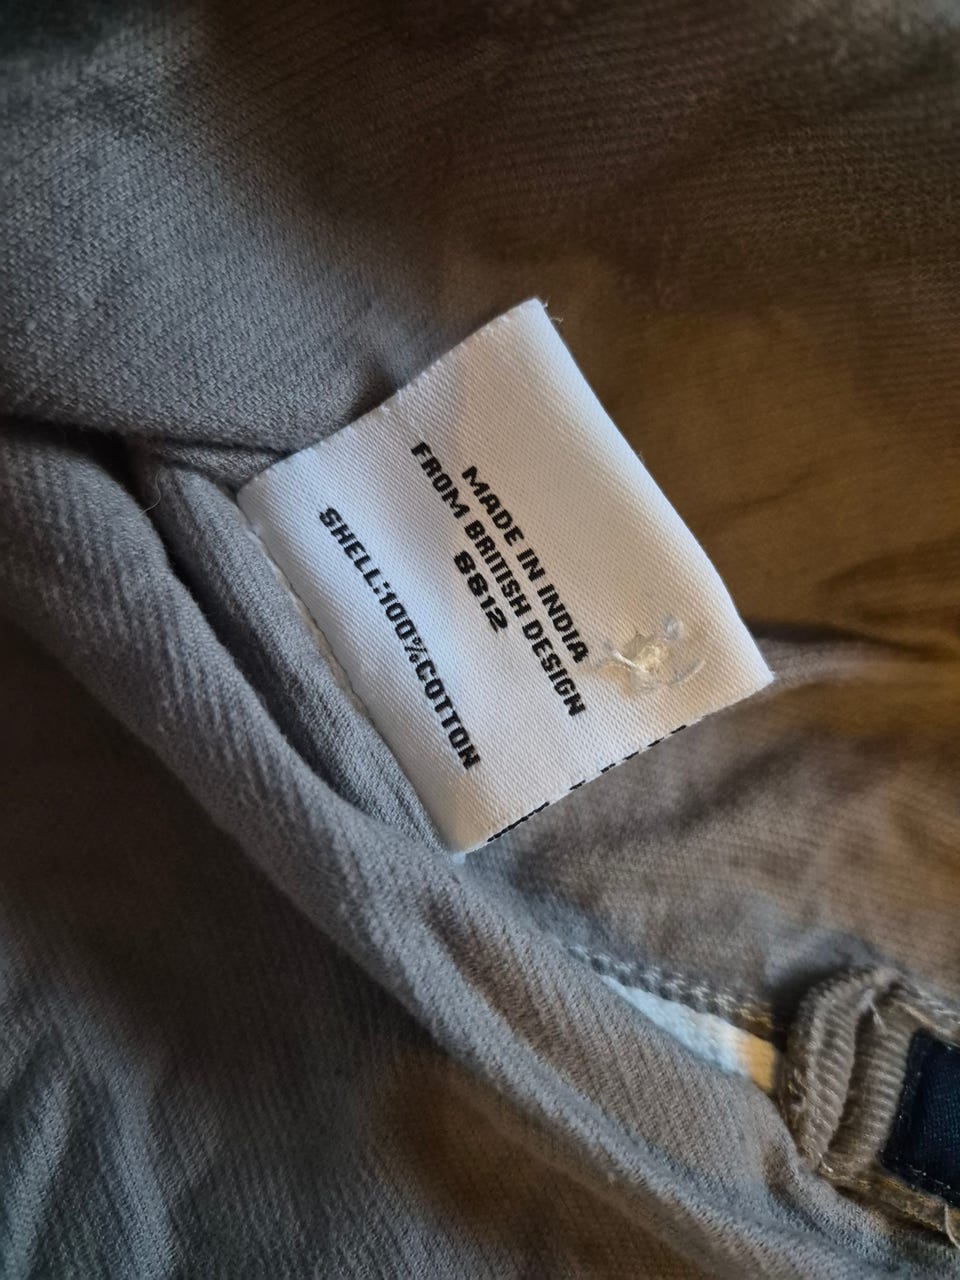 MADE IN INDIA
FROM BRITISH DESIGN
8812
SHELL:100%COTTON